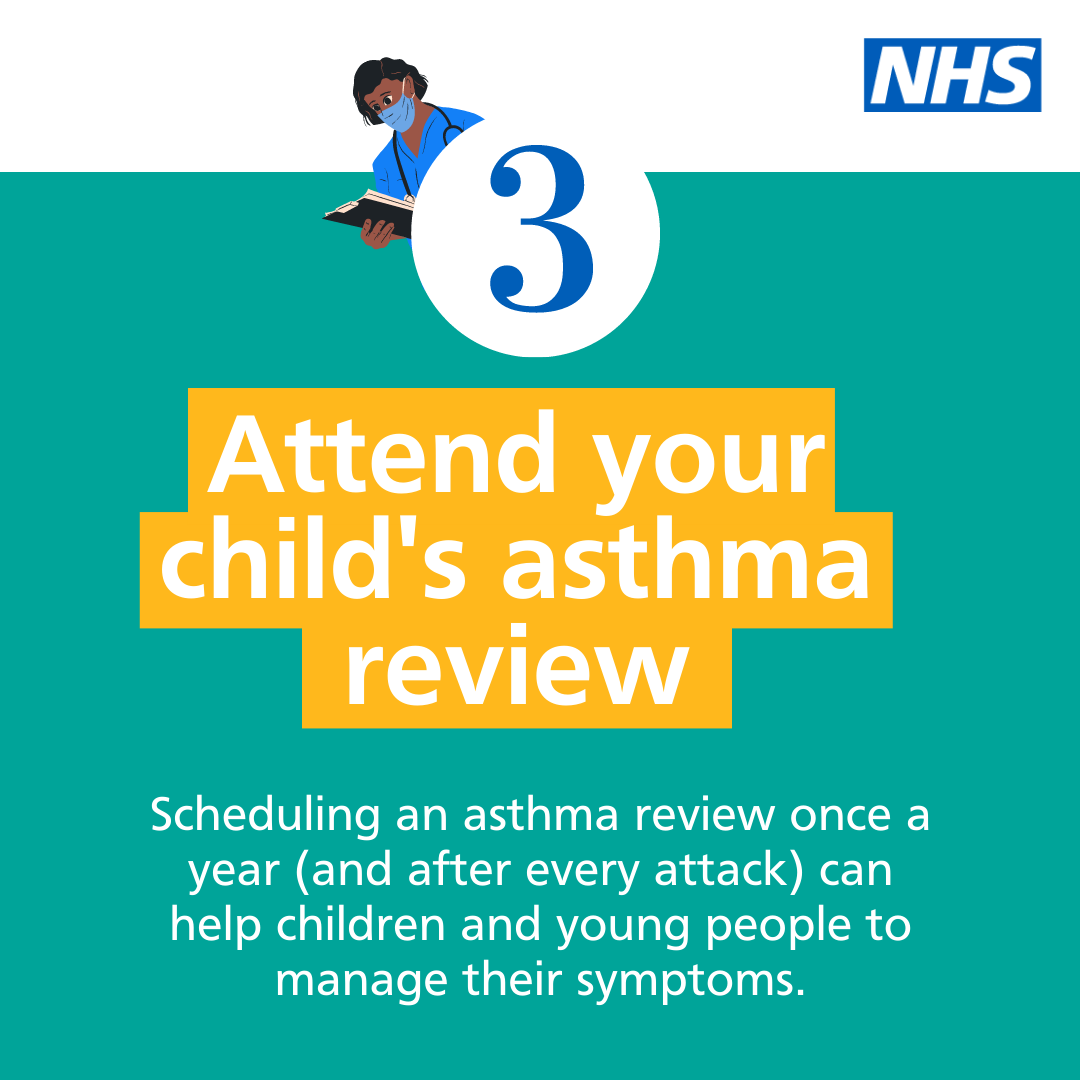 NHS
3
Attend your
child's asthma
review
Scheduling an asthma review once a
year (and after every attack) can
help children and young people to
manage their symptoms.